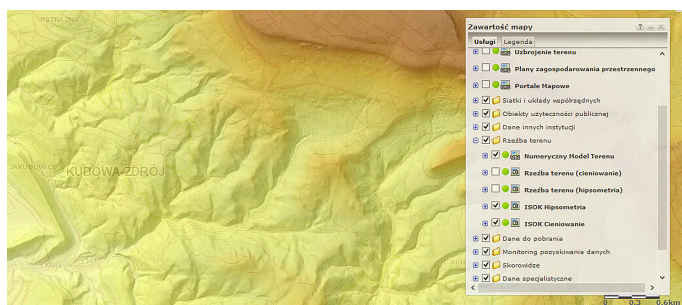 PSTRĄŻNA
Zawartość mapy
Usługi
Legenda
Uzbrojenie terenu
Plany zagospodarowania przestrzennego
Portale Mapowe
Siatki i układy współrzędnych
Obiekty użyteczności publicznej
Dane innych instytucji
Rzeźba terenu
Numeryczny Model Terenu
Rzeźba terenu (cieniowanie)
Rzeźba terenu (hipsometria)
ISOK Hipsometria
ISOK Cieniowanie
Dane do pobrania
Monitoring pozyskiwania danych
Skorowidze
Dane specjalistyczne
JAKUBOWICE
KUDOWA-ZDRÓJ
0 0.3 0.6km